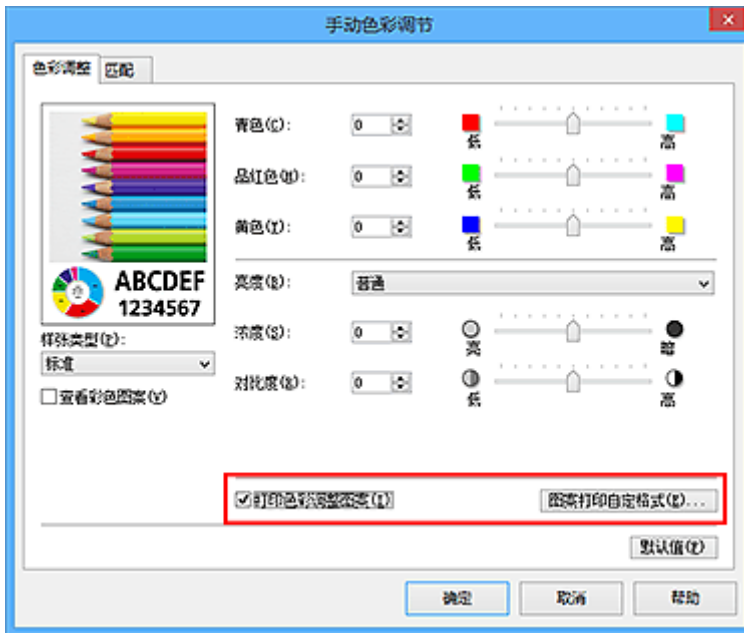 手动色彩调节
色彩调整 匹配
青色(C): 0 低 高
品红色(M): 0 低 高
黄色(Y): 0 低 高
ABCDEF
1234567
亮度(B): 普通
样张类型(P):
标准
浓度(S): 0 亮 暗
查看彩色图案(V)
对比度(R): 0 低 高
打印色彩调整图案(I) 图案打印自定格式(E)...
默认值(F)
确定 取消 帮助